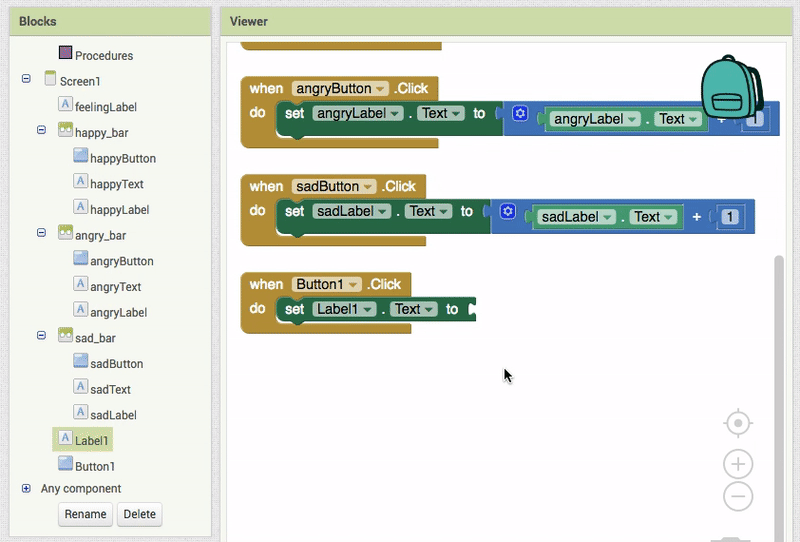 Blocks
Procedures
Screen1
feelingLabel
happy_bar
happyButton
happyText
happyLabel
angry_bar
angryButton
angryText
angryLabel
sad_bar
sadButton
sadText
sadLabel
Label1
Button1
Any component
Rename Delete
Viewer
when angryButton .Click
do set angryLabel . Text to angryLabel . Text + 1
when sadButton .Click
do set sadLabel . Text to sadLabel . Text + 1
when Button1 .Click
do set Label1 . Text to